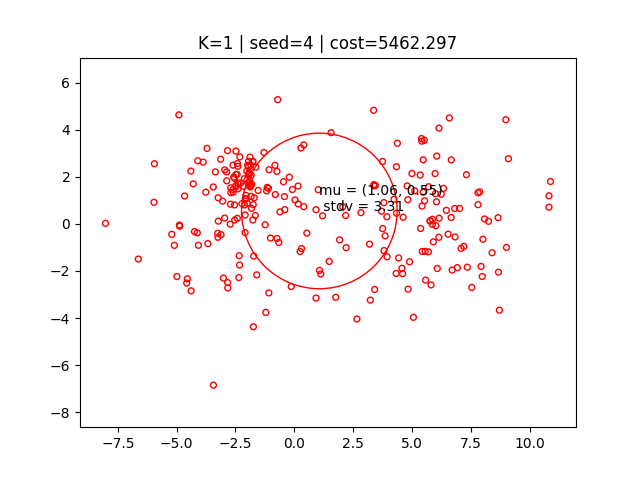 K=1 | seed=4 | cost=5462.297
6
4
2
mu = (1.06, 0.55)
stdv = 3.31
0
−2
−4
−6
−8
−7.5 −5.0 −2.5 0.0 2.5 5.0 7.5 10.0